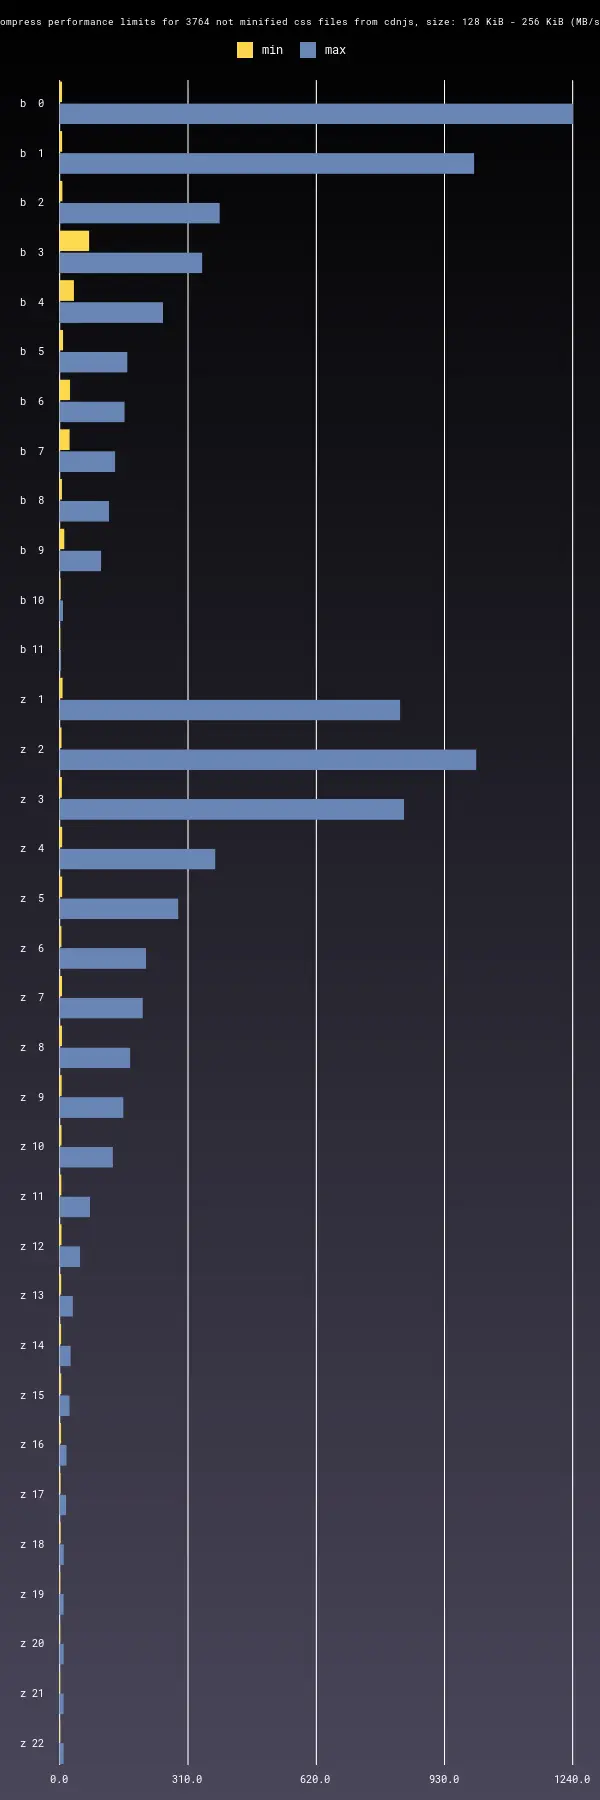 ompress performance limits for 3764 not minified css files from cdnjs, size: 128 KiB - 256 KiB (MB/s
min max
b 0
b 1
b 2
b 3
b 4
b 5
b 6
b 7
b 8
b 9
b 10
b 11
z 1
z 2
z 3
z 4
z 5
z 6
z 7
z 8
z 9
z 10
z 11
z 12
z 13
z 14
z 15
z 16
z 17
z 18
z 19
z 20
z 21
z 22
0.0 310.0 620.0 930.0 1240.0